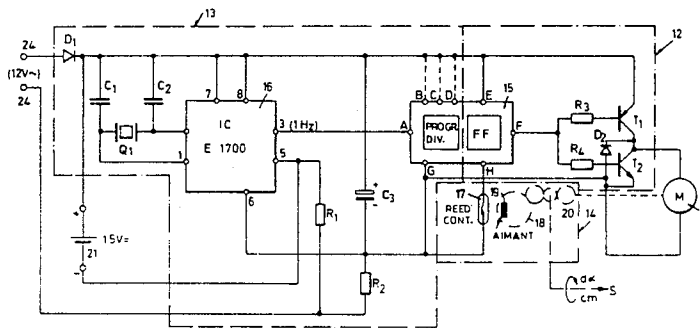 13
24
D1
12
(12V~)
24
C1
C2
7
8
16
B
C
D
E
15
R3
T1
IC
E 1700
3 (1Hz)
A
PROGR. DIV.
FF
F
D2
Q1
1
5
G
H
R4
T2
6
C3
+
-
17
REED CONT.
19
18
AIMANT
20
14
M
+
15V=
21
-
R1
R2
dα
cm
S